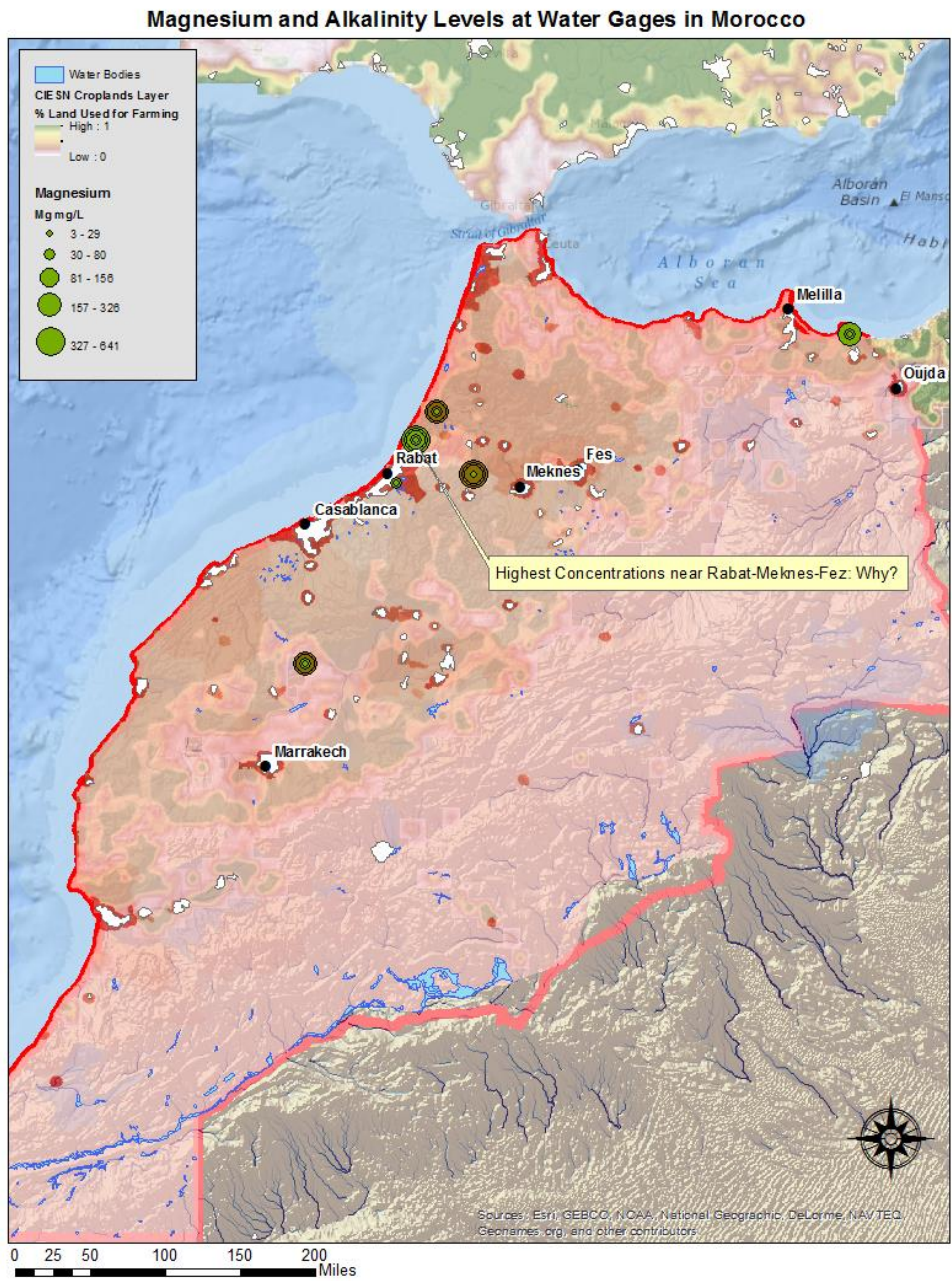 Magnesium and Alkalinity Levels at Water Gages in Morocco
Water Bodies
CIESN Croplands Layer
% Land Used for Farming
High : 1
Low : 0
Magnesium
Mg mg/L
3 - 29
30 - 80
81 - 156
157 - 326
327 - 641
Alborán
Basin
El Manso
Strait of Gibraltar
Ceuta
Habi
Alboran
Sea
Melilla
Oujda
Rabat
Fes
Meknes
Casablanca
Highest Concentrations near Rabat-Meknes-Fez: Why?
Marrakech
Sources: Esri, GEBCO, NOAA, National Geographic, DeLorme, NAVTEQ,
Geonames.org, and other contributors
0 25 50 100 150 200
Miles